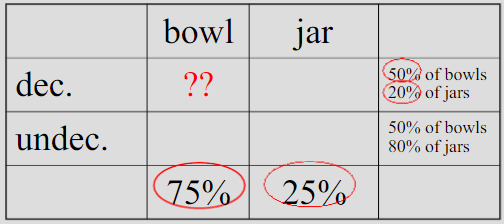 bowl jar
dec. ?? 50% of bowls
20% of jars
undec. 50% of bowls
80% of jars
75% 25%